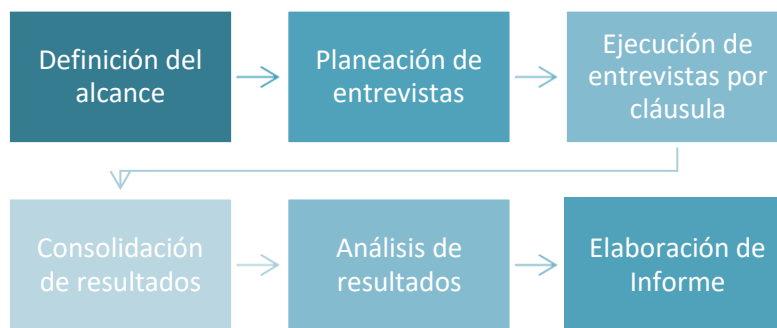 Definición del
alcance
Planeación de
entrevistas
Ejecución de
entrevistas por
cláusula
Consolidación
de resultados
Análisis de
resultados
Elaboración de
Informe